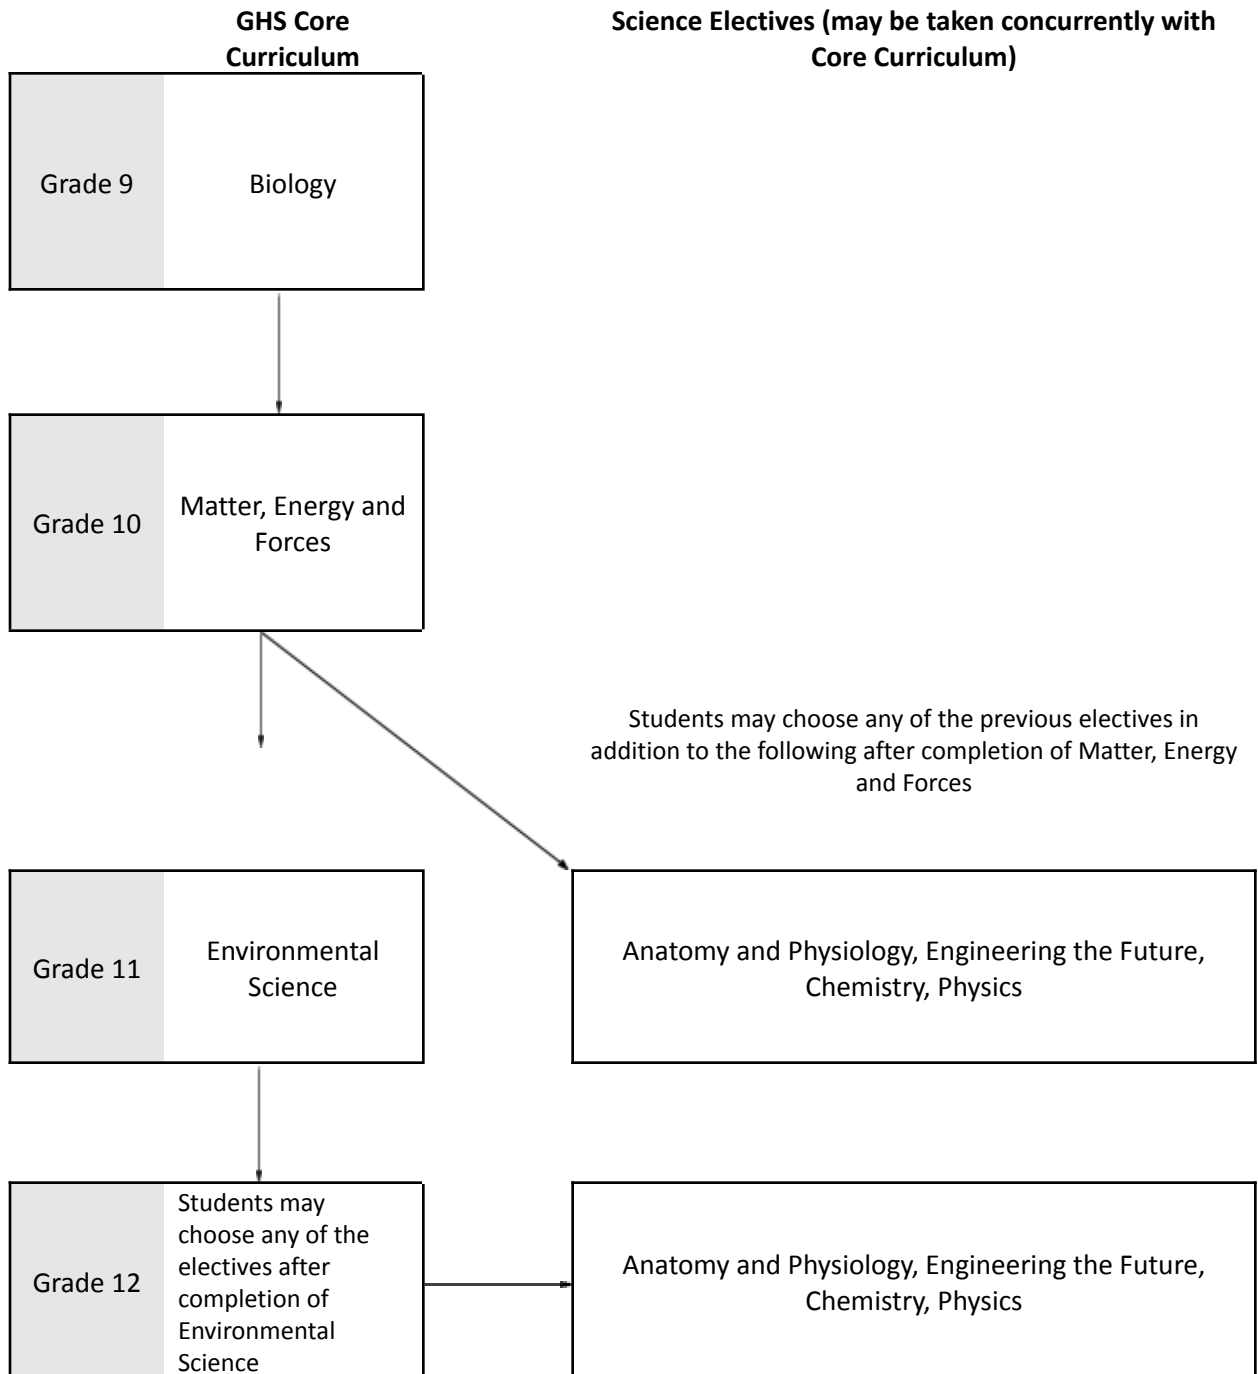 GHS Core
Curriculum
Science Electives (may be taken concurrently with
Core Curriculum)
Grade 9
Biology
Grade 10
Matter, Energy and
Forces
Students may choose any of the previous electives in
addition to the following after completion of Matter, Energy
and Forces
Grade 11
Environmental
Science
Anatomy and Physiology, Engineering the Future,
Chemistry, Physics
Grade 12
Students may
choose any of the
electives after
completion of
Environmental
Science
Anatomy and Physiology, Engineering the Future,
Chemistry, Physics